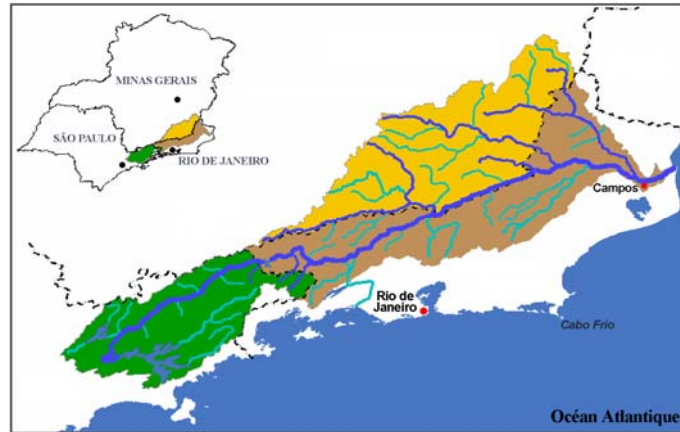 MINAS GERAIS
SÃO PAULO
RIO DE JANEIRO
Campos
Rio de
Janeiro
Cabo Frio
Océan Atlantique